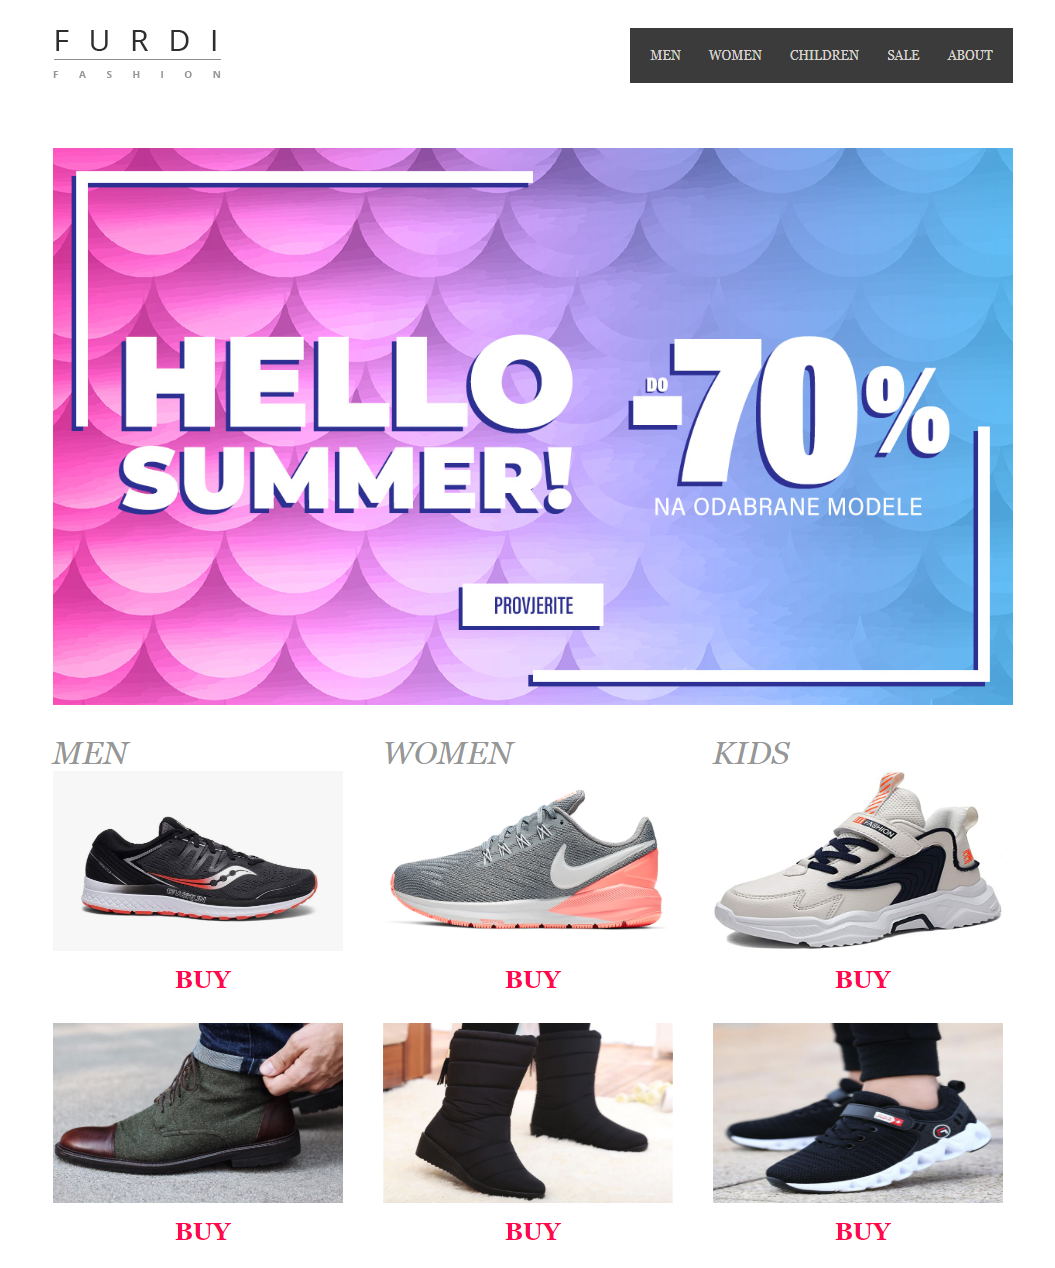 FURDI
FASHION
MEN WOMEN CHILDREN SALE ABOUT
HELLO
SUMMER!
DO
-70%
NA ODABRANE MODELE
PROVJERITE
MEN WOMEN KIDS
FASHION
BUY BUY BUY
BUY BUY BUY